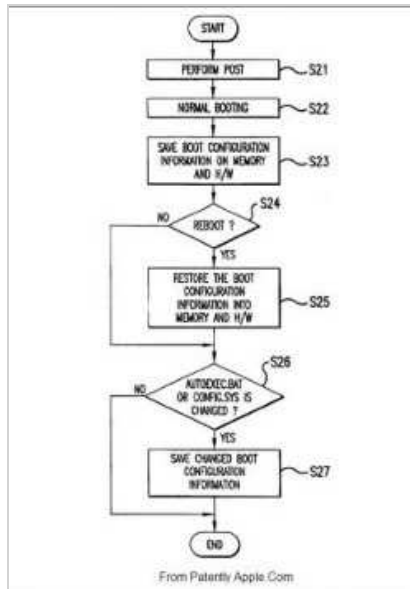 START
PERFORM POST
S21
NORMAL BOOTING
S22
SAVE BOOT CONFIGURATION
INFORMATION ON MEMORY
AND H/W
S23
S24
NO
REBOOT ?
YES
RESTORE THE BOOT
CONFIGURATION
INFORMATION INTO
MEMORY AND H/W
S25
S26
NO
AUTOEXEC.BAT
OR CONFIG.SYS IS
CHANGED ?
YES
SAVE CHANGED BOOT
CONFIGURATION
INFORMATION
S27
END
From Patently Apple.Com